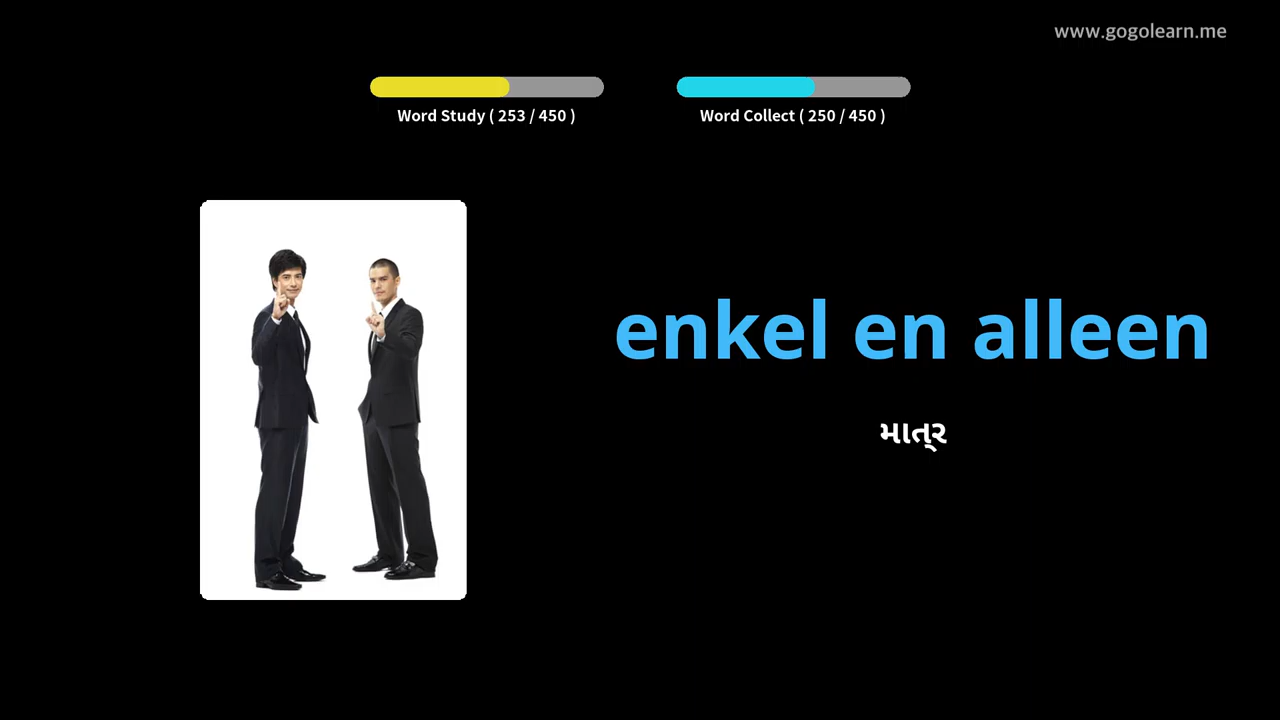 www.gogolearn.me
Word Study ( 253 / 450 )
Word Collect ( 250 / 450 )
enkel en alleen
માત્ર